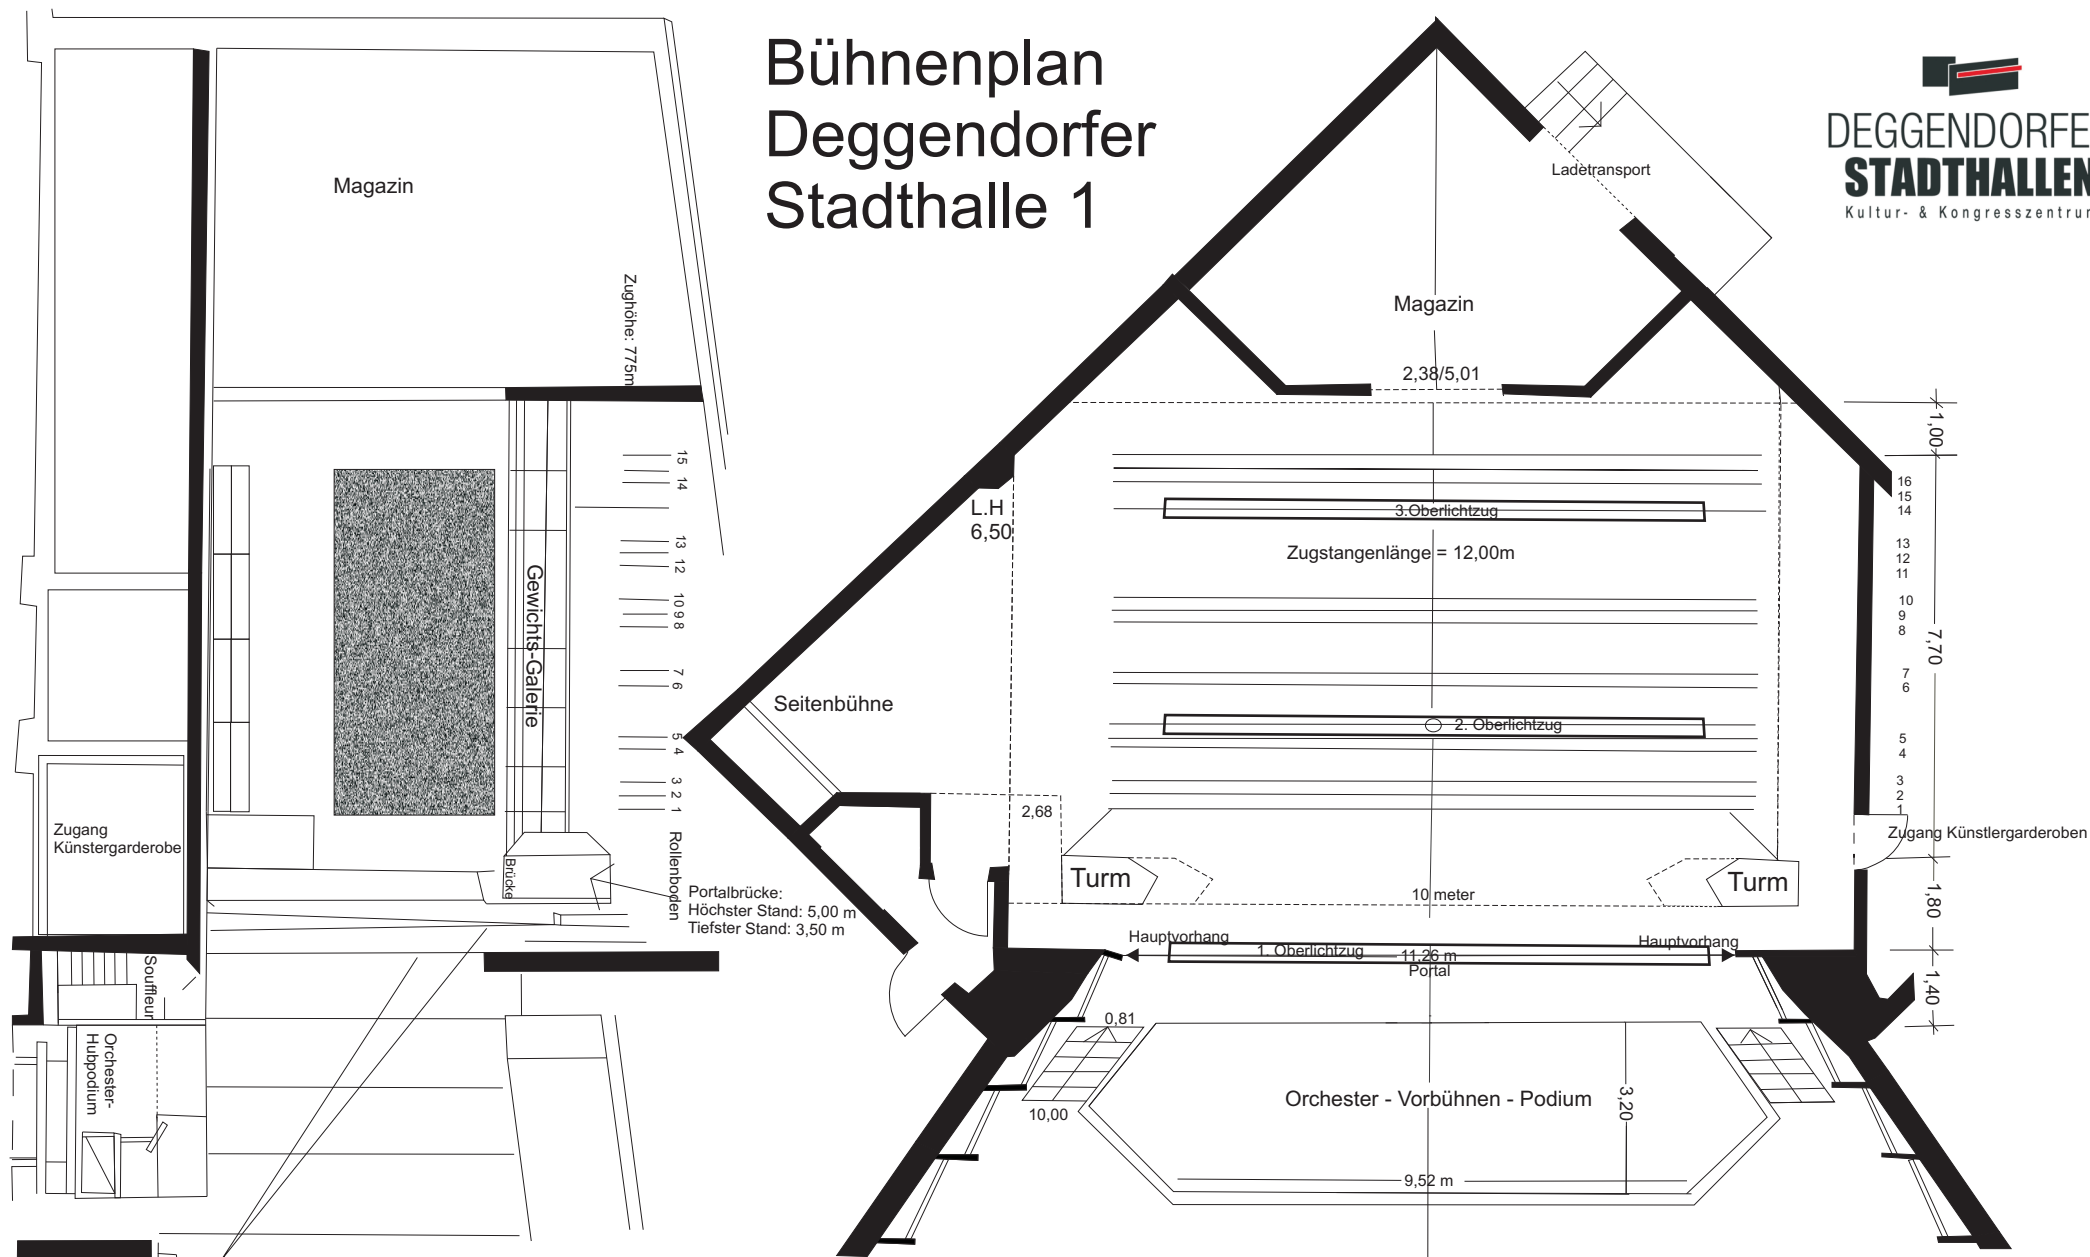 Bühnenplan
Deggendorfer
Stadthalle 1
DEGGENDORFE
STADTHALLEN
Kultur- & Kongresszentrum
Magazin
Zughöhe: 775m
15
14
13
12
10 9 8
7 6
5 4
3 2 1
Rollenboden
Gewichts-Galerie
Brücke
Portalbrücke:
Höchster Stand: 5,00 m
Tiefster Stand: 3,50 m
Zugang
Künstergarderobe
Souffleur
Orchester-
Hubpodium
Ladetransport
Magazin
2,38/5,01
L.H
6,50
3.Oberlichtzug
Zugstangenlänge = 12,00m
Seitenbühne
2. Oberlichtzug
2,68
Turm
Turm
10 meter
Hauptvorhang
Hauptvorhang
1. Oberlichtzug
11,26 m
Portal
0,81
10,00
Orchester - Vorbühnen - Podium
3,20
9,52 m
1,00
16
15
14
13
12
11
10
9
8
7
6
5
4
3
2
1
7,70
Zugang Künstlergarderoben
1,80
1,40